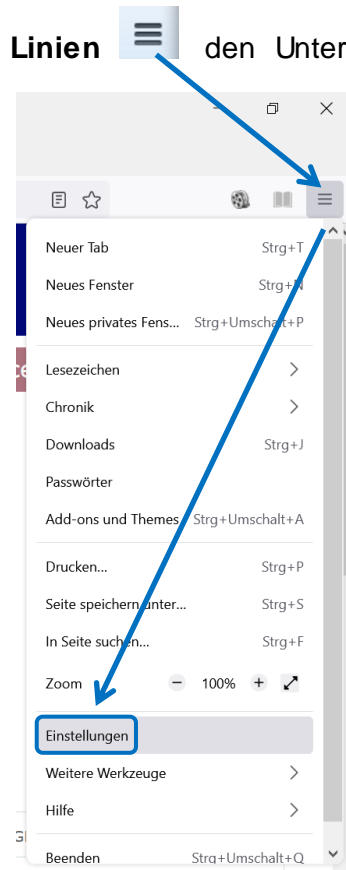 Linien den Unter
Neuer Tab Strg+T
Neues Fenster Strg+N
Neues privates Fens... Strg+Umschalt+P
Lesezeichen
Chronik
Downloads Strg+J
Passwörter
Add-ons und Themes Strg+Umschalt+A
Drucken... Strg+P
Seite speichern unter... Strg+S
In Seite suchen... Strg+F
Zoom − 100% +
Einstellungen
Weitere Werkzeuge
Hilfe
Beenden Strg+Umschalt+Q